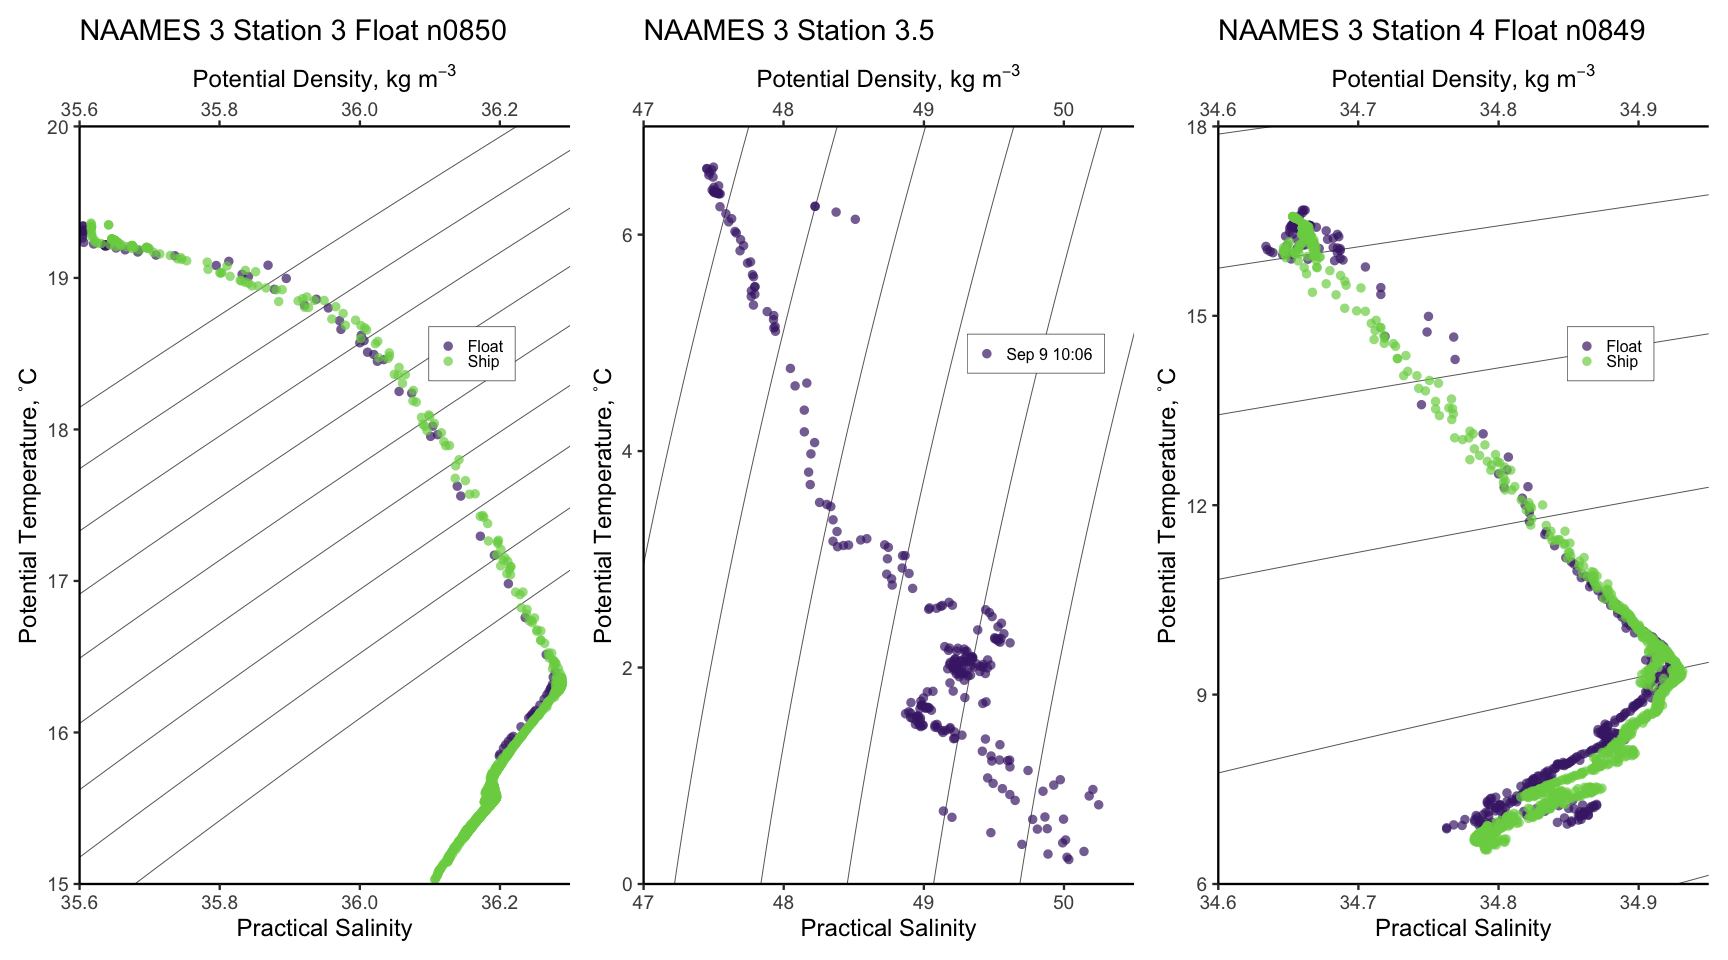 NAAMES 3 Station 3 Float n0850
Potential Density, kg m−3
35.6 35.8 36.0 36.2
20
19
18
17
16
15
Potential Temperature, ˚C
Float
Ship
35.6 35.8 36.0 36.2
Practical Salinity
NAAMES 3 Station 3.5
Potential Density, kg m−3
47 48 49 50
6
4
2
0
Potential Temperature, ˚C
Sep 9 10:06
47 48 49 50
Practical Salinity
NAAMES 3 Station 4 Float n0849
Potential Density, kg m−3
34.6 34.7 34.8 34.9
18
15
12
9
6
Potential Temperature, ˚C
Float
Ship
34.6 34.7 34.8 34.9
Practical Salinity